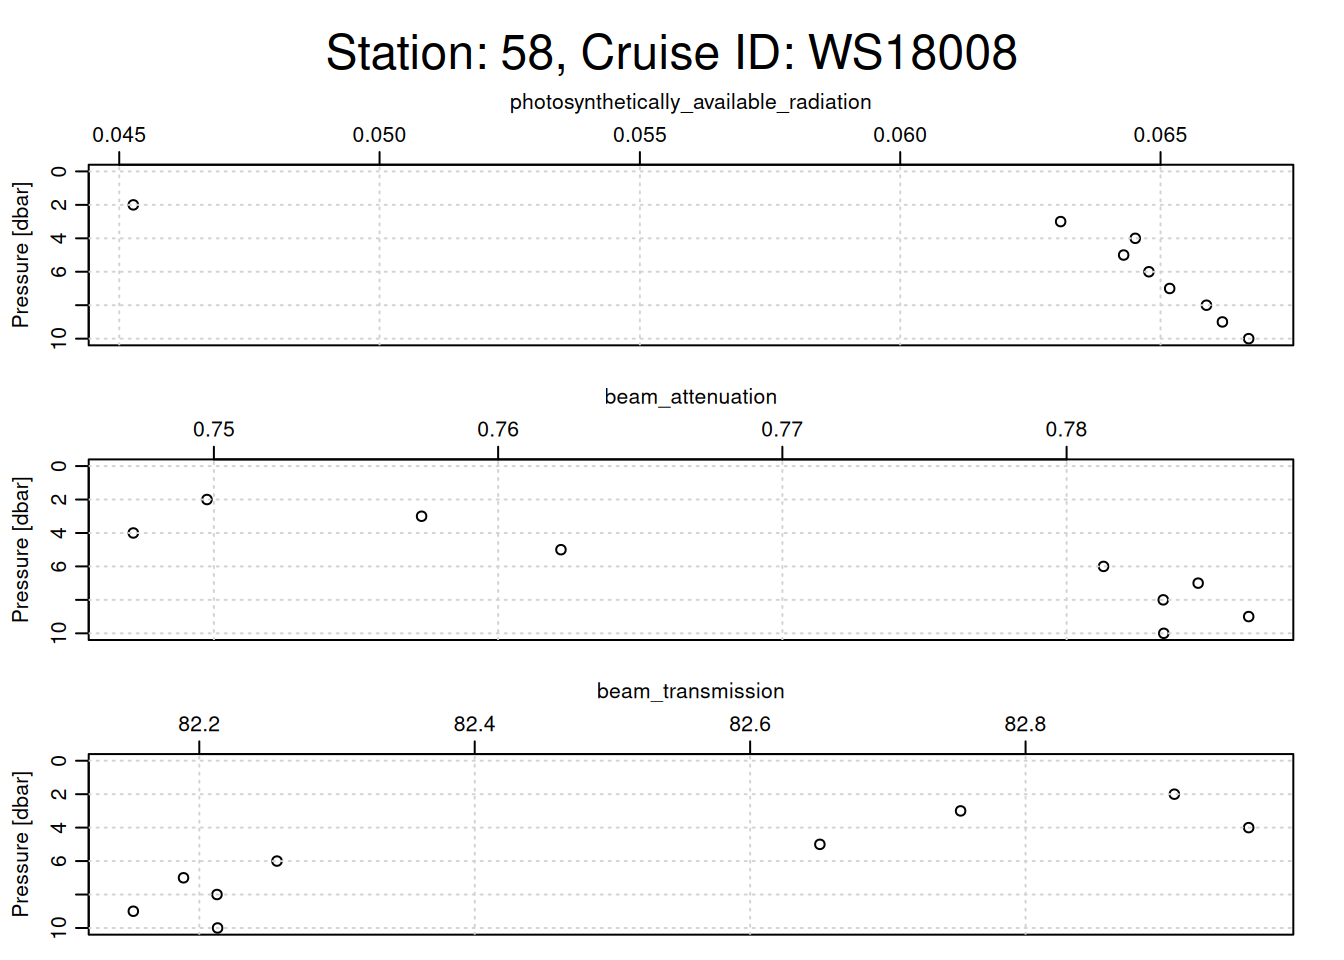 Station: 58, Cruise ID: WS18008
photosynthetically_available_radiation
0.045 0.050 0.055 0.060 0.065
Pressure [dbar]
0
2
4
6
10
beam_attenuation
0.75 0.76 0.77 0.78
Pressure [dbar]
0
2
4
6
10
beam_transmission
82.2 82.4 82.6 82.8
Pressure [dbar]
0
2
4
6
10